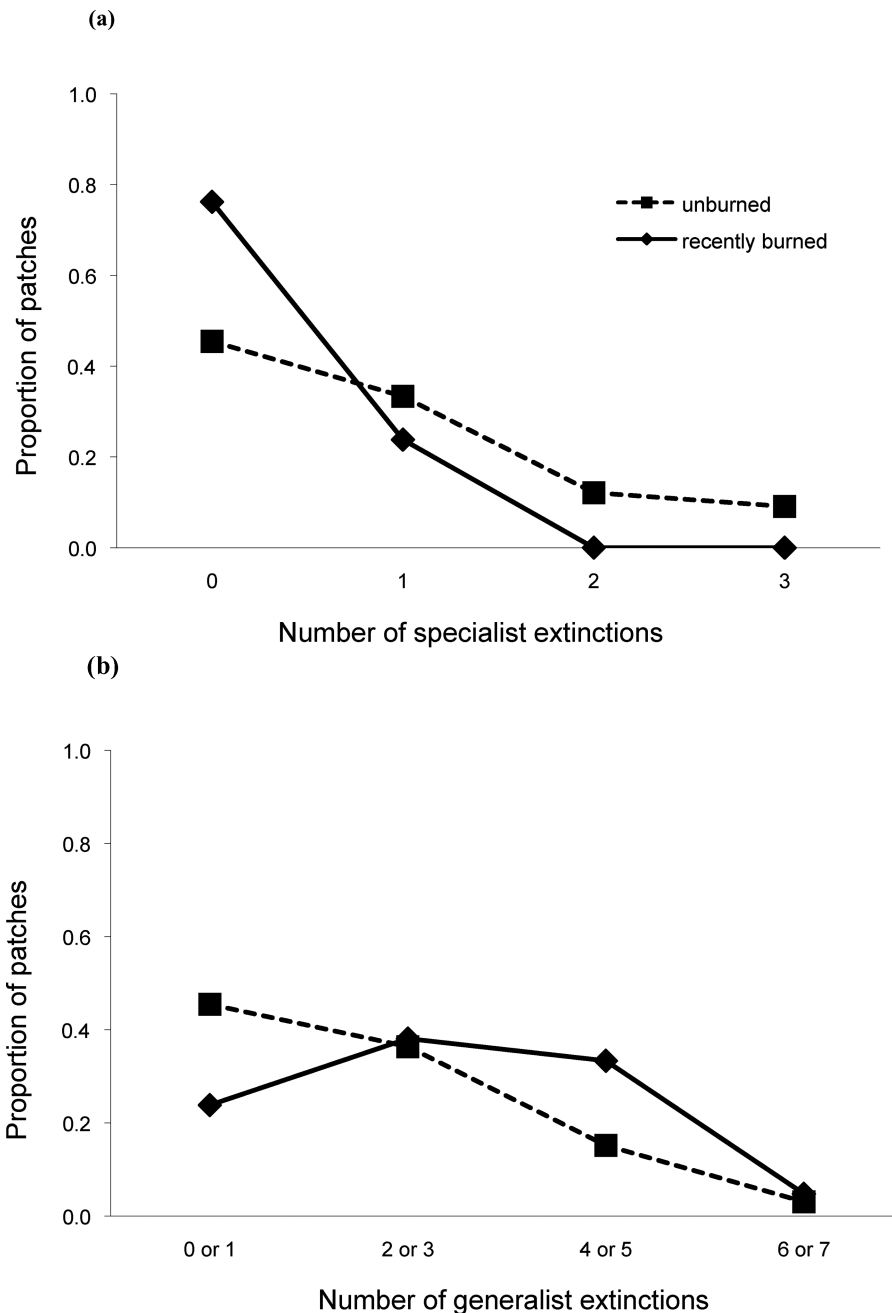 (a)
1.0
0.8
0.6
0.4
0.2
0.0
Proportion of patches
unburned
recently burned
0 1 2 3
Number of specialist extinctions
(b)
1.0
0.8
0.6
0.4
0.2
0.0
Proportion of patches
0 or 1 2 or 3 4 or 5 6 or 7
Number of generalist extinctions